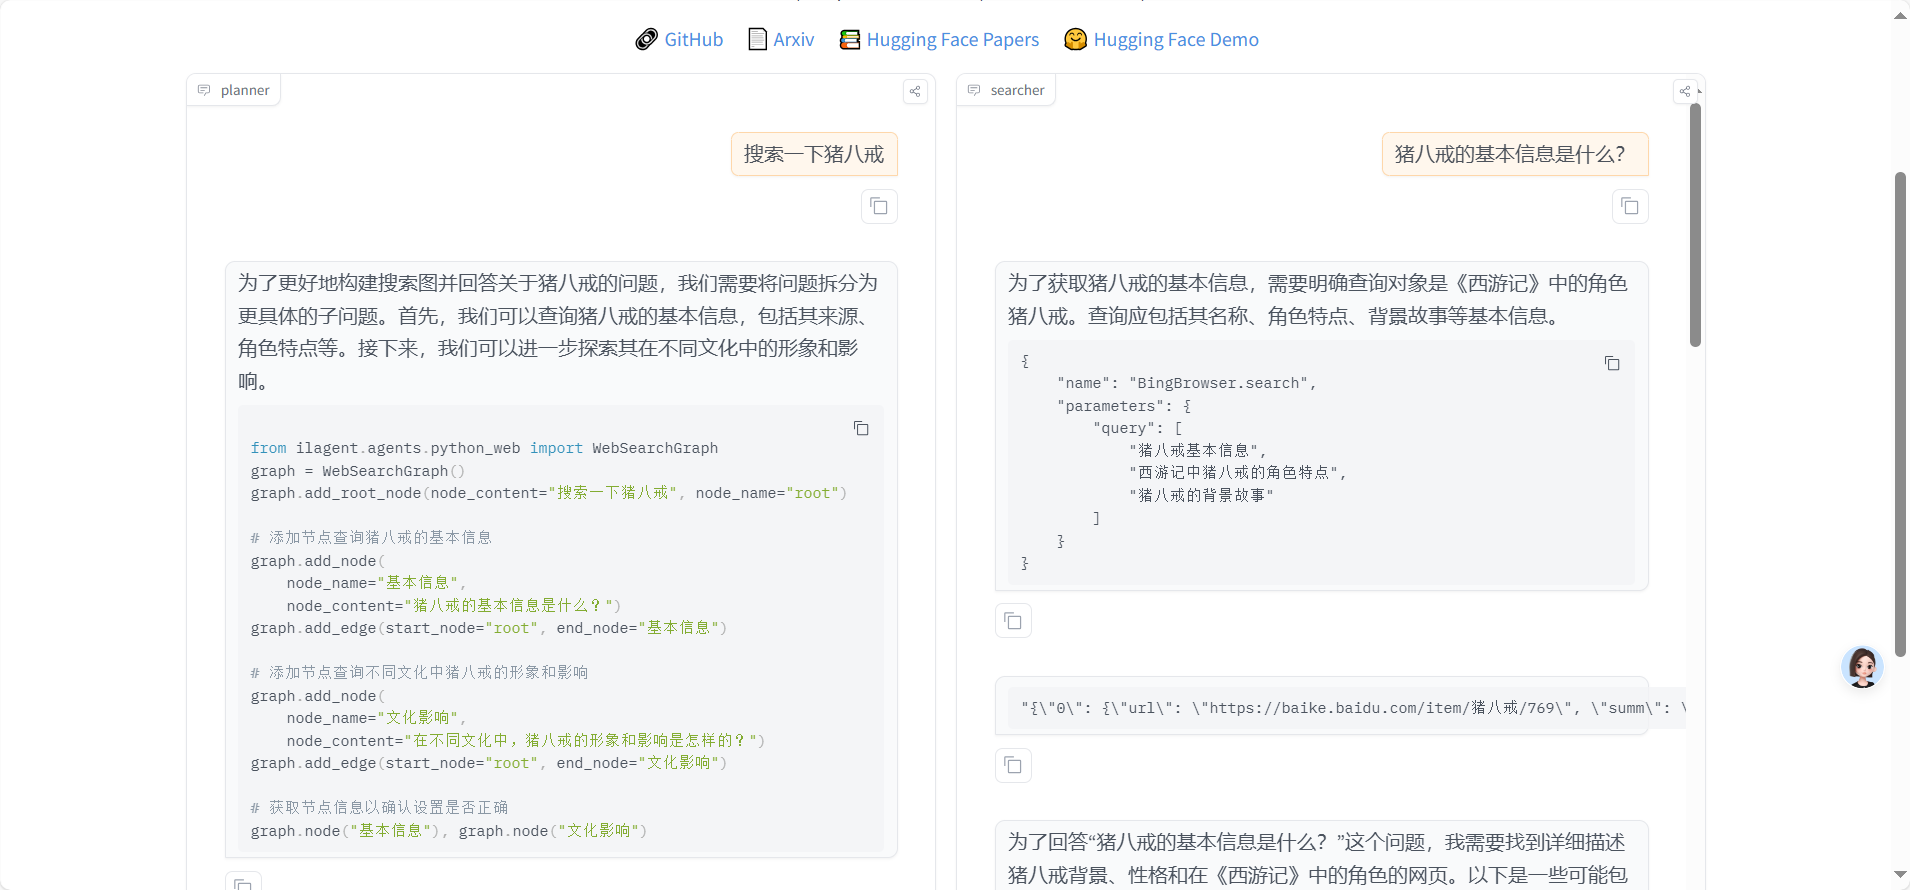 GitHub Arxiv Hugging Face Papers Hugging Face Demo
planner
搜索一下猪八戒
为了更好地构建搜索图并回答关于猪八戒的问题，我们需要将问题拆分为
更具体的子问题。首先，我们可以查询猪八戒的基本信息，包括其来源、
角色特点等。接下来，我们可以进一步探索其在不同文化中的形象和影
响。
from ilagent.agents.python_web import WebSearchGraph
graph = WebSearchGraph()
graph.add_root_node(node_content="搜索一下猪八戒", node_name="root")
# 添加节点查询猪八戒的基本信息
graph.add_node(
    node_name="基本信息",
    node_content="猪八戒的基本信息是什么？")
graph.add_edge(start_node="root", end_node="基本信息")
# 添加节点查询不同文化中猪八戒的形象和影响
graph.add_node(
    node_name="文化影响",
    node_content="在不同文化中，猪八戒的形象和影响是怎样的？")
graph.add_edge(start_node="root", end_node="文化影响")
# 获取节点信息以确认设置是否正确
graph.node("基本信息"), graph.node("文化影响")
searcher
猪八戒的基本信息是什么？
为了获取猪八戒的基本信息，需要明确查询对象是《西游记》中的角色
猪八戒。查询应包括其名称、角色特点、背景故事等基本信息。
{
    "name": "BingBrowser.search",
    "parameters": {
        "query": [
            "猪八戒基本信息",
            "西游记中猪八戒的角色特点",
            "猪八戒的背景故事"
        ]
    }
}
"{\"0\": {\"url\": \"https://baike.baidu.com/item/猪八戒/769\", \"summ\": \
为了回答“猪八戒的基本信息是什么？”这个问题，我需要找到详细描述
猪八戒背景、性格和在《西游记》中的角色的网页。以下是一些可能包